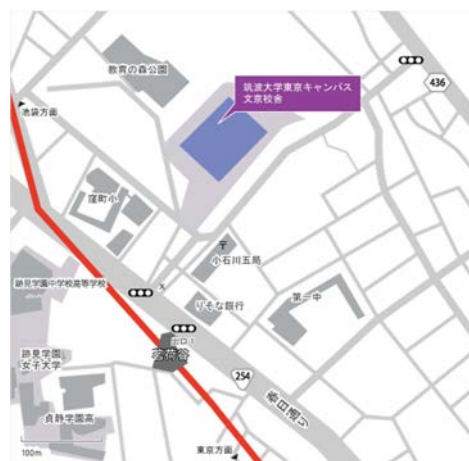 教育の森公園
筑波大学東京キャンパス
文京校舎
436
池袋方面
窪町小
小石川五局
跡見学園中学校高等学校
りそな銀行
第一中
出口1
茗荷谷
跡見学園
女子大学
254
春日通り
貞静学園高
100m
東京方面